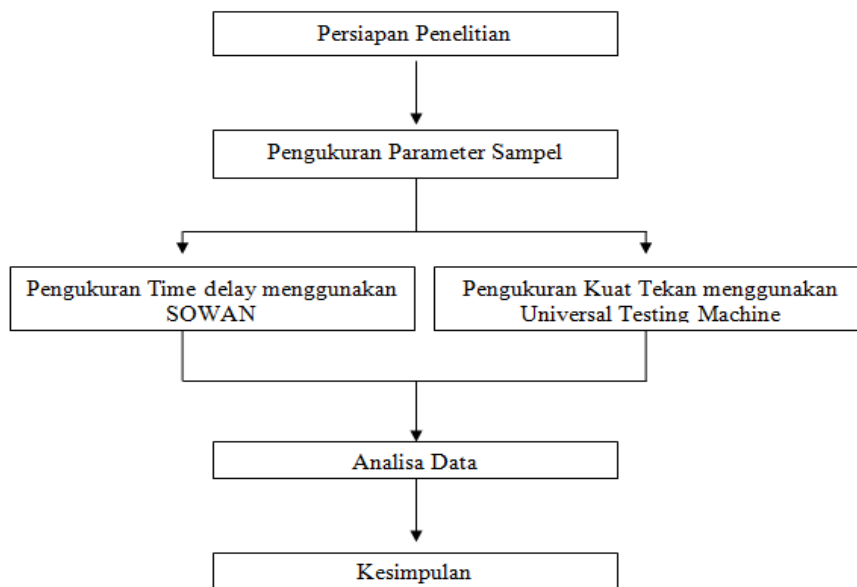 Persiapan Penelitian
Pengukuran Parameter Sampel
Pengukuran Time delay menggunakan
SOWAN
Pengukuran Kuat Tekan menggunakan
Universal Testing Machine
Analisa Data
Kesimpulan